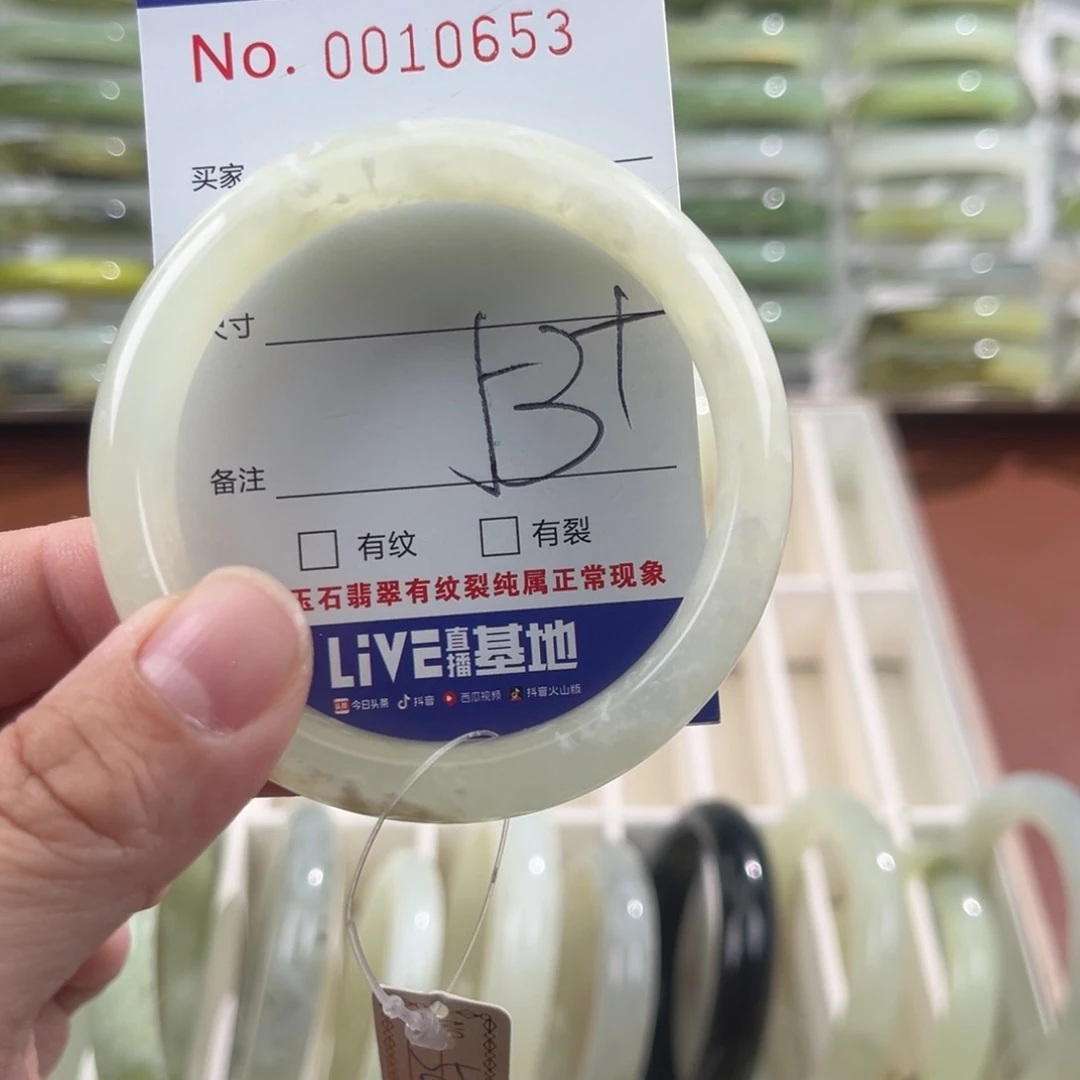 No. 0010653
买家
寸
备注
有纹 有裂
玉石翡翠有纹裂纯属正常现象
LiVE直播基地
今日头条 抖音 西瓜视频 抖音火山版